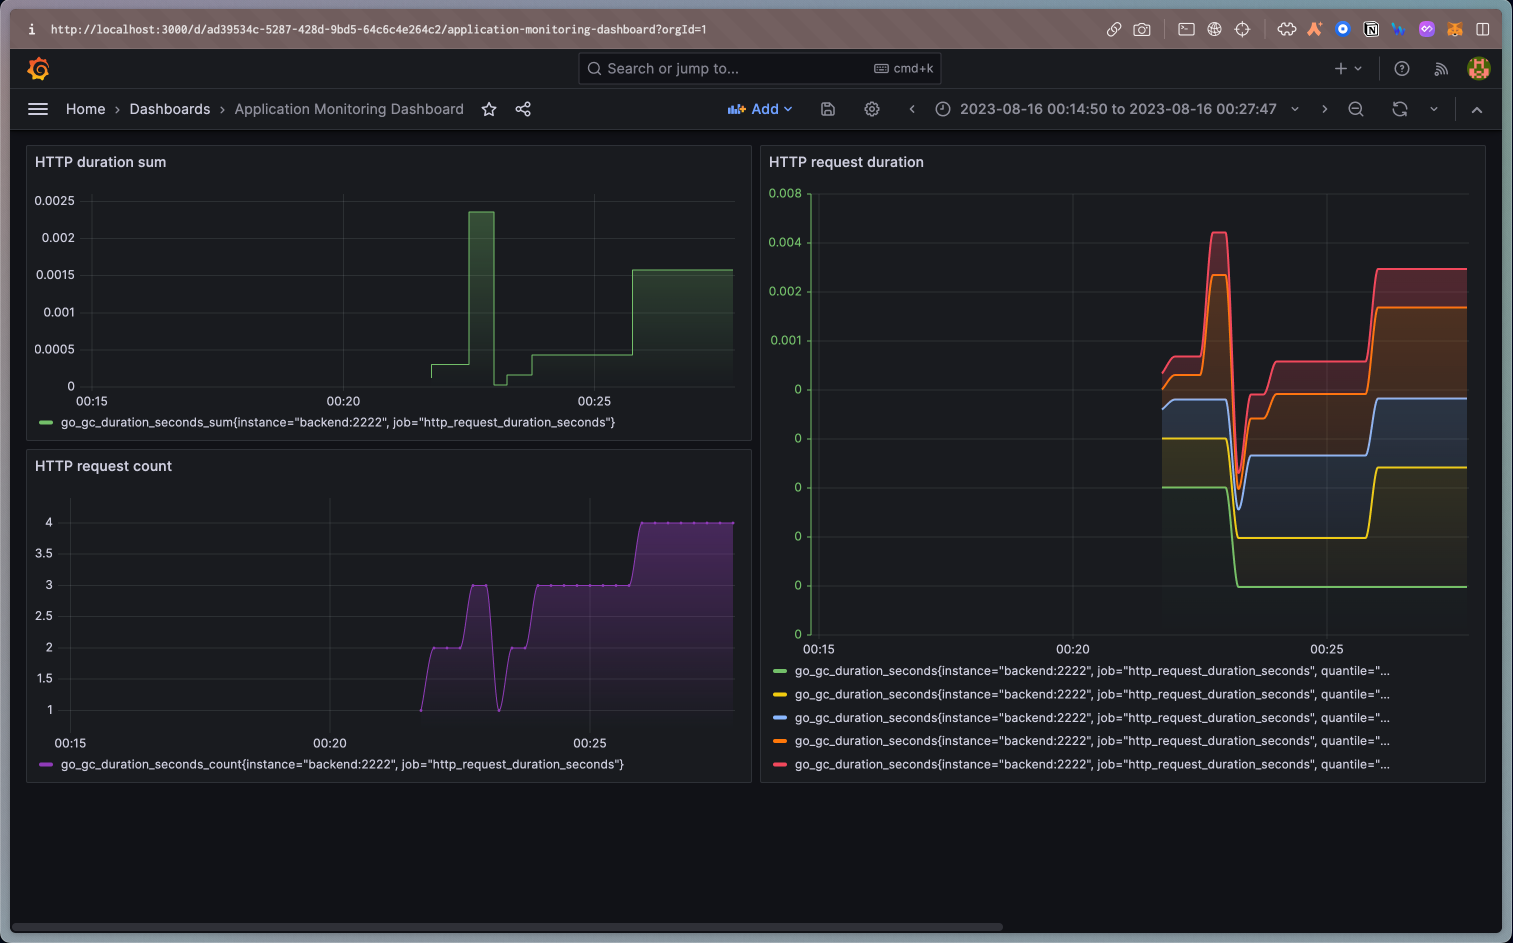 http://localhost:3000/d/ad39534c-5287-428d-9bd5-64c6c4e264c2/application-monitoring-dashboard?orgId=1
Search or jump to...
cmd+k
Home
Dashboards
Application Monitoring Dashboard
Add
2023-08-16 00:14:50 to 2023-08-16 00:27:47
HTTP duration sum
0.0025
0.002
0.0015
0.001
0.0005
0
00:15
00:20
00:25
go_gc_duration_seconds_sum{instance="backend:2222", job="http_request_duration_seconds"}
HTTP request count
4
3.5
3
2.5
2
1.5
1
00:15
00:20
00:25
go_gc_duration_seconds_count{instance="backend:2222", job="http_request_duration_seconds"}
HTTP request duration
0.008
0.004
0.002
0.001
0
0
0
0
0
0
00:15
00:20
00:25
go_gc_duration_seconds{instance="backend:2222", job="http_request_duration_seconds", quantile="...
go_gc_duration_seconds{instance="backend:2222", job="http_request_duration_seconds", quantile="...
go_gc_duration_seconds{instance="backend:2222", job="http_request_duration_seconds", quantile="...
go_gc_duration_seconds{instance="backend:2222", job="http_request_duration_seconds", quantile="...
go_gc_duration_seconds{instance="backend:2222", job="http_request_duration_seconds", quantile="...